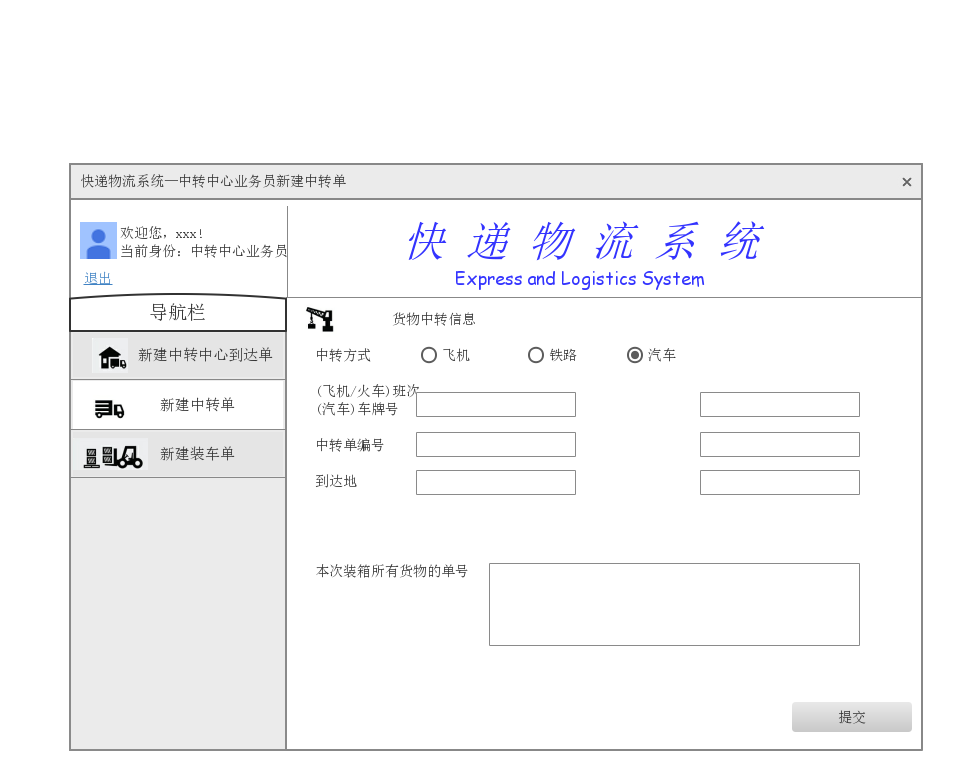 快递物流系统—中转中心业务员新建中转单
欢迎您，xxx!
当前身份：中转中心业务员
退出
快递物流系统
Express and Logistics System
导航栏
新建中转中心到达单
新建中转单
新建装车单
货物中转信息
中转方式 飞机 铁路 汽车
(飞机/火车)班次
(汽车)车牌号
中转单编号
到达地
本次装箱所有货物的单号
提交